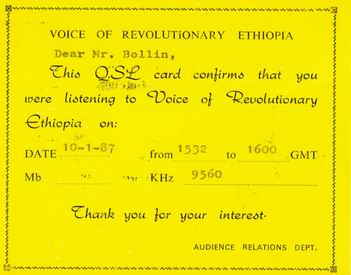 VOICE OF REVOLUTIONARY ETHIOPIA
Dear Mr. Bollin,
This QSL card confirms that you
were listening to Voice of Revolutionary
Ethiopia on:
DATE 10-1-87 from 1532 to 1600 GMT
Mb KHz 9560
Thank you for your interest.
AUDIENCE RELATIONS DEPT.